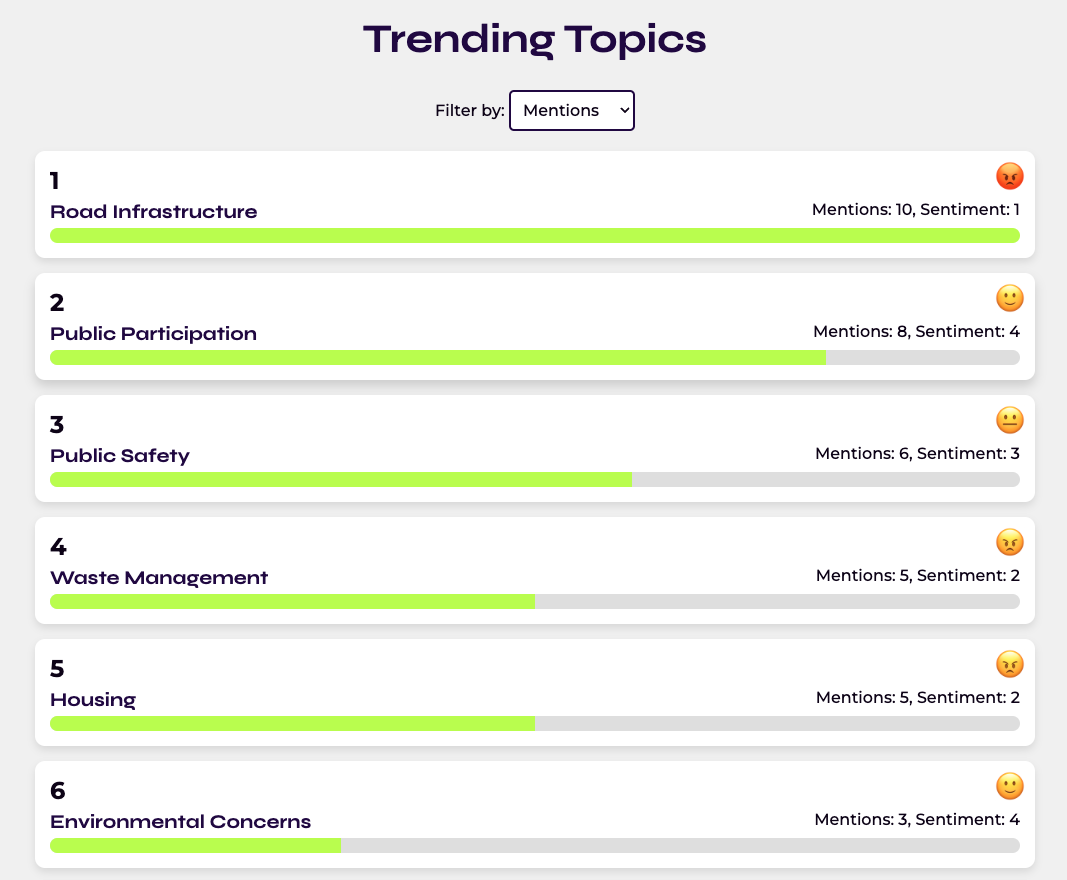 Trending Topics
Filter by: Mentions
1
Road Infrastructure
Mentions: 10, Sentiment: 1
2
Public Participation
Mentions: 8, Sentiment: 4
3
Public Safety
Mentions: 6, Sentiment: 3
4
Waste Management
Mentions: 5, Sentiment: 2
5
Housing
Mentions: 5, Sentiment: 2
6
Environmental Concerns
Mentions: 3, Sentiment: 4